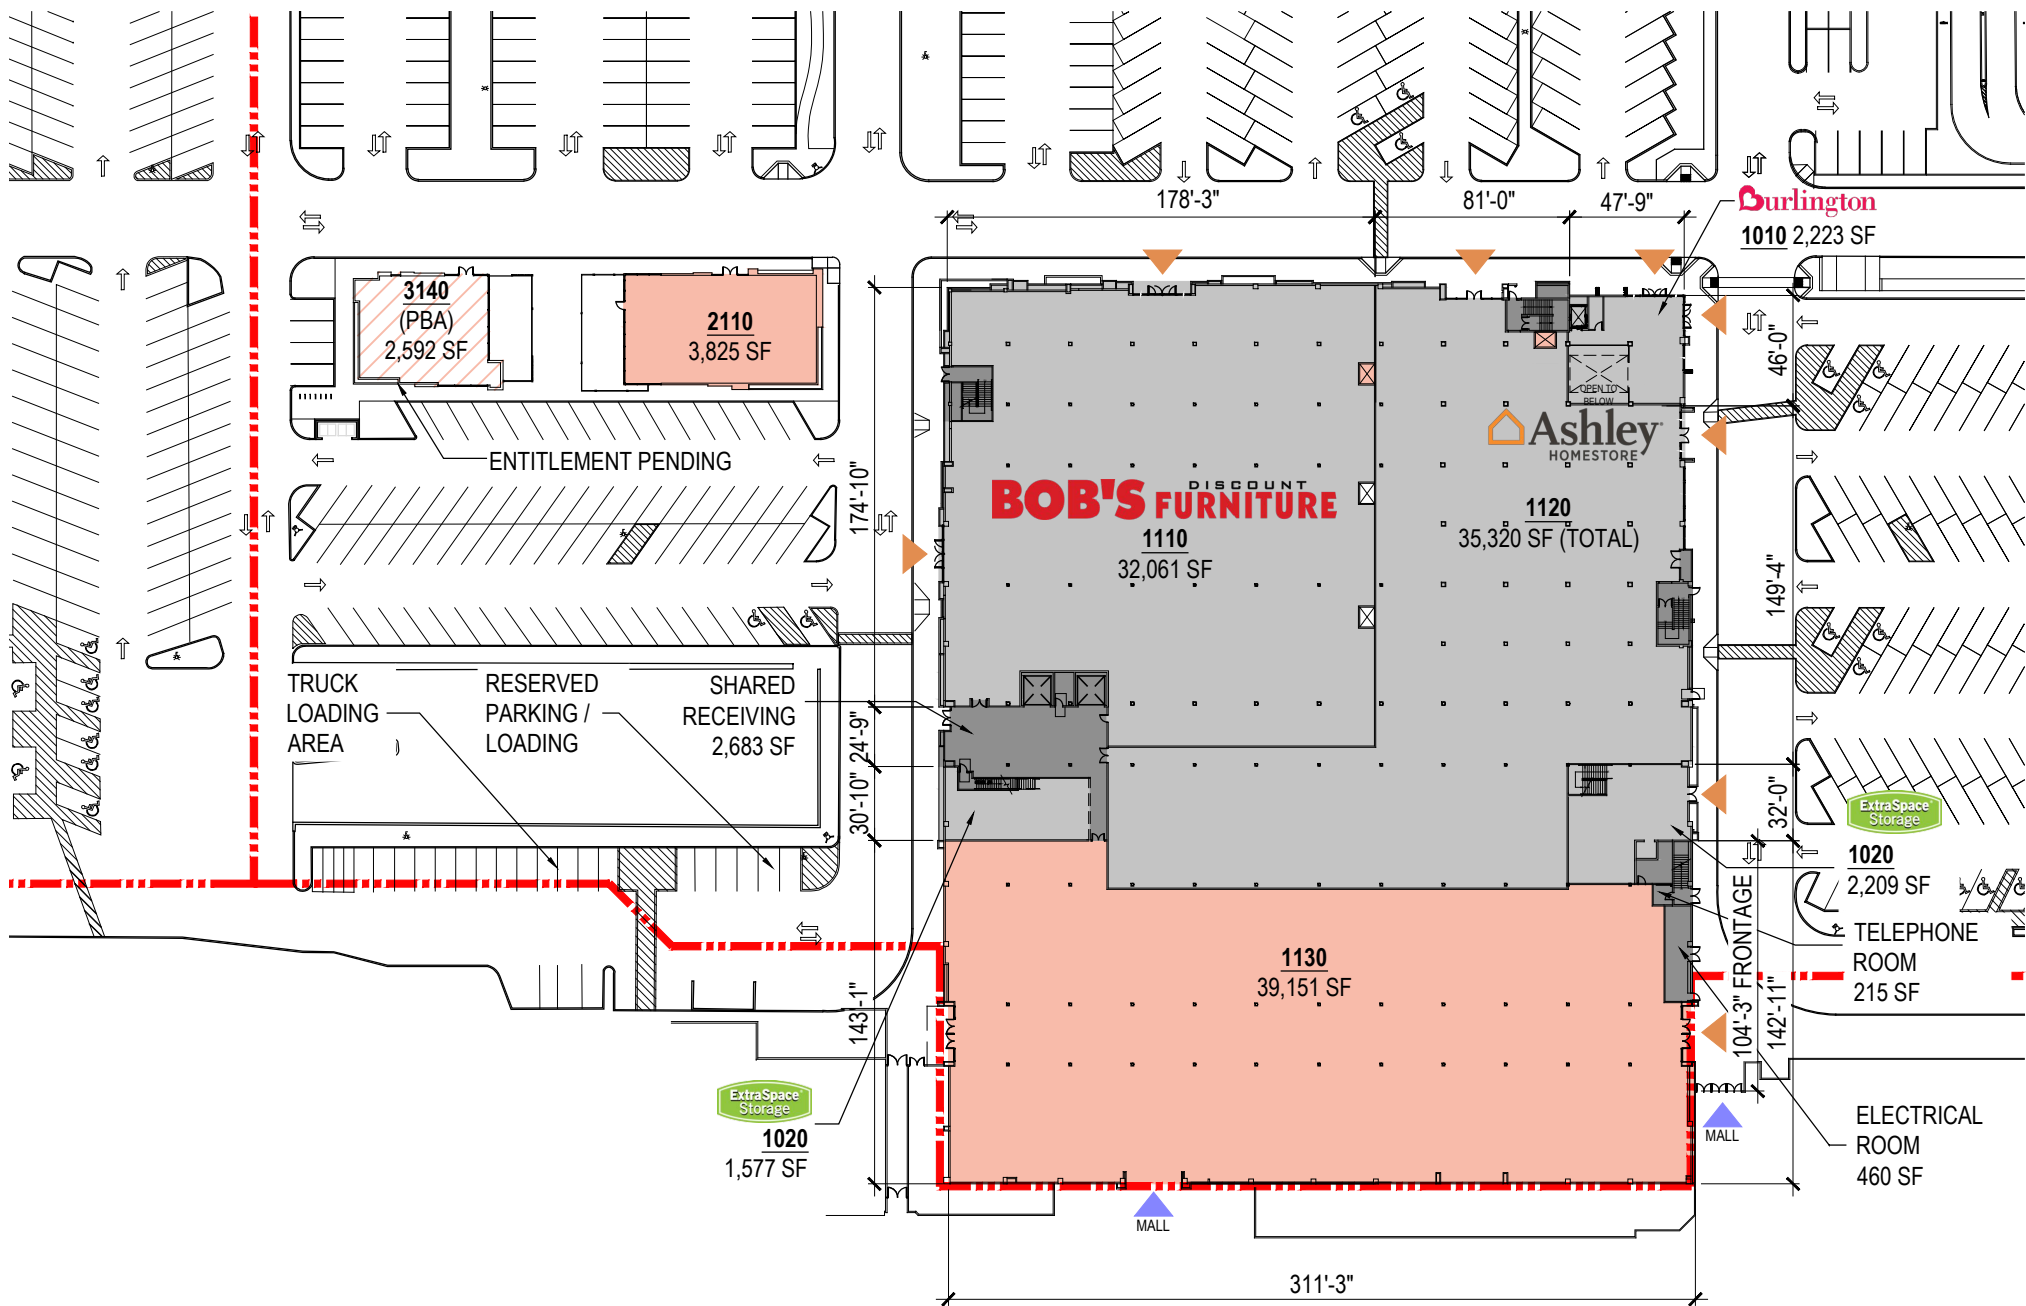 178'-3"
81'-0"
47'-9"
Burlington
1010 2,223 SF
3140
(PBA)
2,592 SF
2110
3,825 SF
46'-0"
OPEN TO
BELOW
Ashley
HOMESTORE
ENTITLEMENT PENDING
174'-10"
BOB'S DISCOUNT FURNITURE
1110
32,061 SF
1120
35,320 SF (TOTAL)
149'-4"
TRUCK
LOADING
AREA
RESERVED
PARKING /
LOADING
SHARED
RECEIVING
2,683 SF
24'-9"
30'-10"
32'-0"
ExtraSpace
Storage
1020
2,209 SF
104'-3" FRONTAGE
142'-11"
TELEPHONE
ROOM
215 SF
1130
39,151 SF
143'-1"
ExtraSpace
Storage
1020
1,577 SF
MALL
ELECTRICAL
ROOM
460 SF
MALL
311'-3"